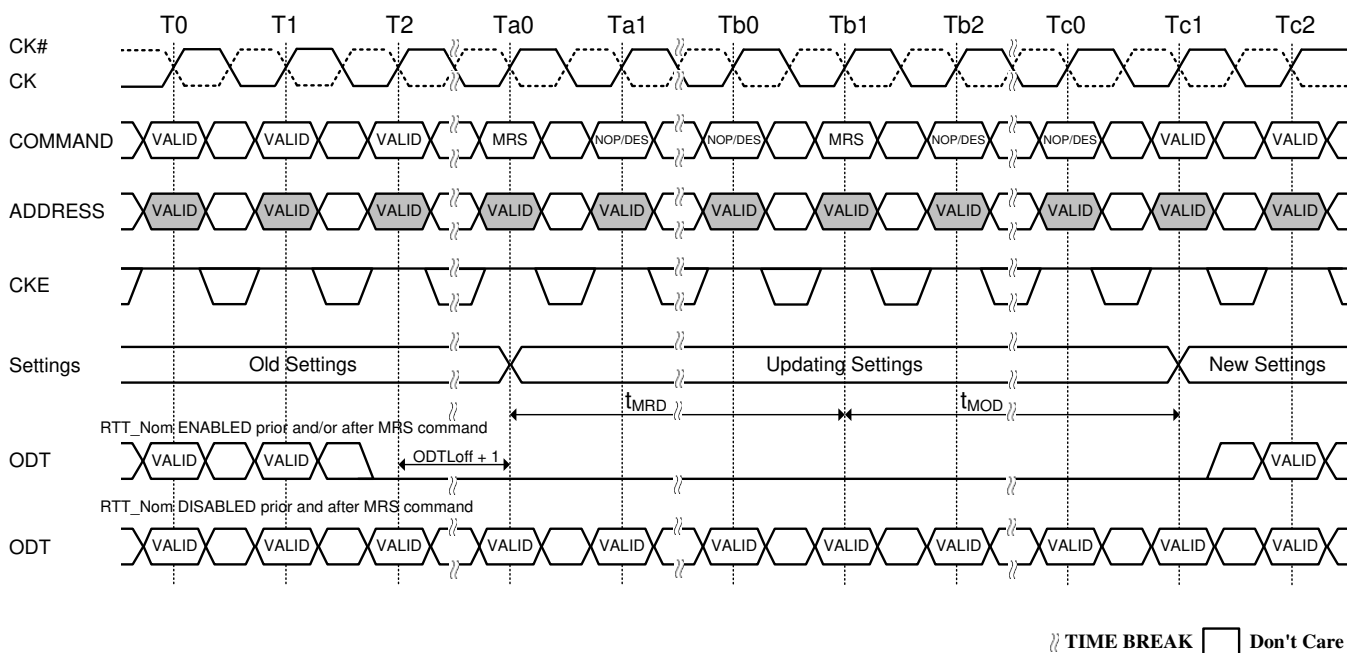 T0 T1 T2 Ta0 Ta1 Tb0 Tb1 Tb2 Tc0 Tc1 Tc2
CK#
CK
COMMAND VALID VALID VALID MRS NOP/DES NOP/DES MRS NOP/DES NOP/DES VALID VALID
ADDRESS VALID VALID VALID VALID VALID VALID VALID VALID VALID VALID VALID
CKE
Settings Old Settings Updating Settings New Settings
tMRD tMOD
RTT_Nom ENABLED prior and/or after MRS command
ODT VALID VALID ODTLoff + 1 VALID
RTT_Nom DISABLED prior and after MRS command
ODT VALID VALID VALID VALID VALID VALID VALID VALID VALID VALID VALID
TIME BREAK Don't Care